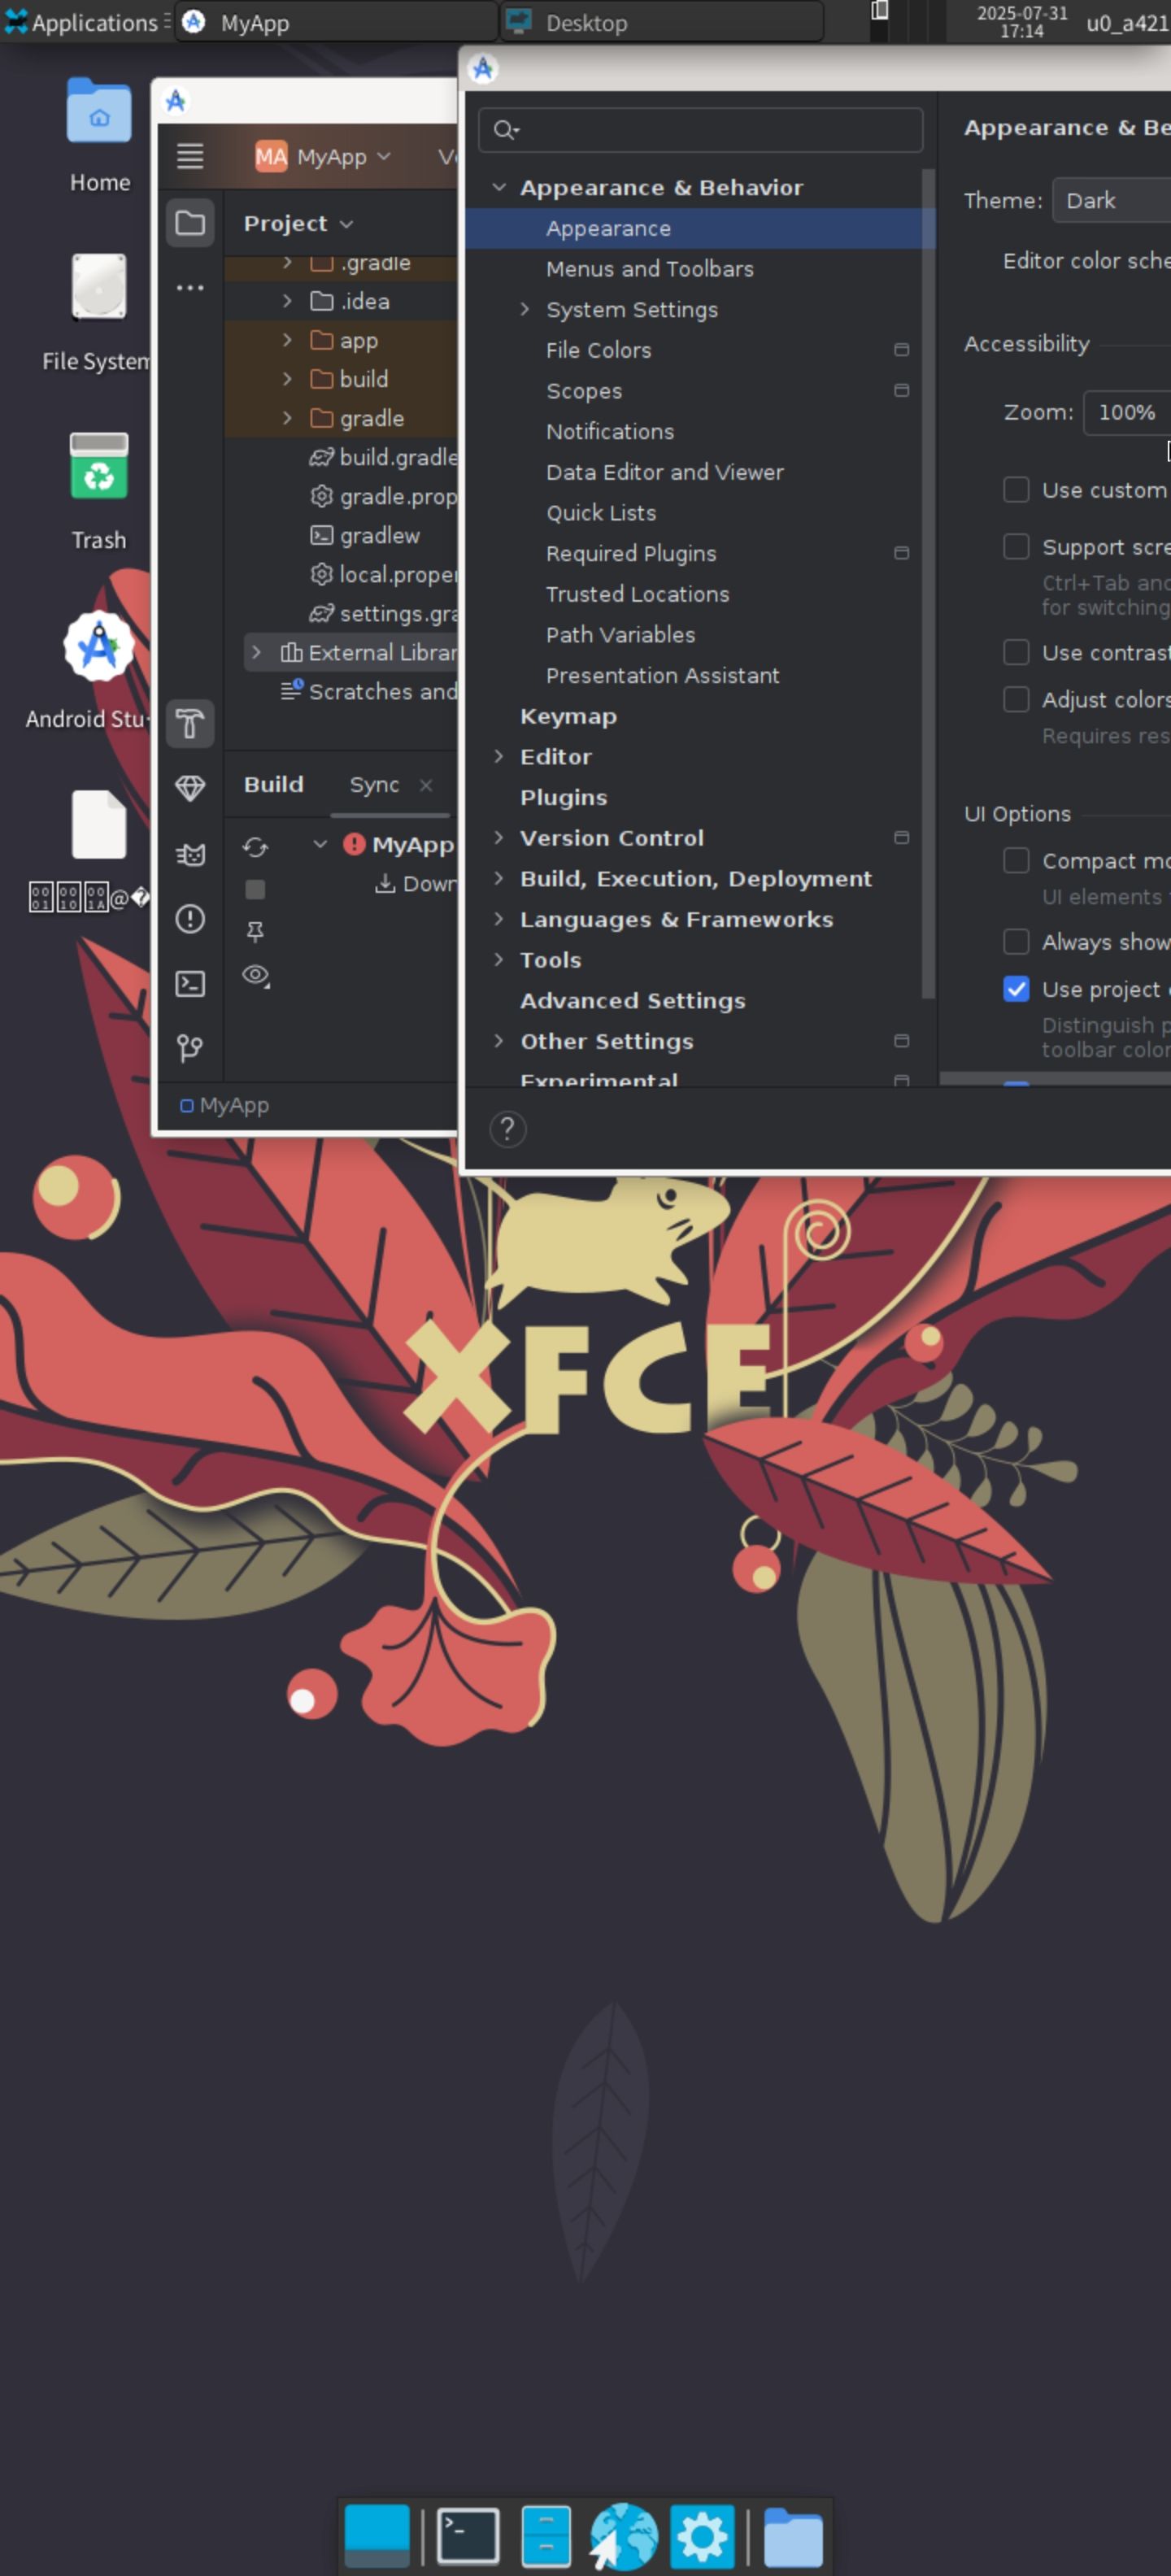 Applications
MyApp
Desktop
2025-07-31
17:14
u0_a421
Home
File System
Trash
Android Stu
MA MyApp
Project
.gradle
.idea
app
build
gradle
build.gradle
gradle.prop
gradlew
local.proper
settings.gra
External Librar
Scratches and
Build
Sync
MyApp
Down
MyApp
Appearance & Behavior
Appearance
Menus and Toolbars
System Settings
File Colors
Scopes
Notifications
Data Editor and Viewer
Quick Lists
Required Plugins
Trusted Locations
Path Variables
Presentation Assistant
Keymap
Editor
Plugins
Version Control
Build, Execution, Deployment
Languages & Frameworks
Tools
Advanced Settings
Other Settings
Experimental
?
Appearance & Be
Theme: Dark
Editor color sche
Accessibility
Zoom: 100%
Use custom
Support scre
Ctrl+Tab and
for switching
Use contrast
Adjust colors
Requires res
UI Options
Compact mo
UI elements
Always show
Use project
Distinguish p
toolbar color
XFCE